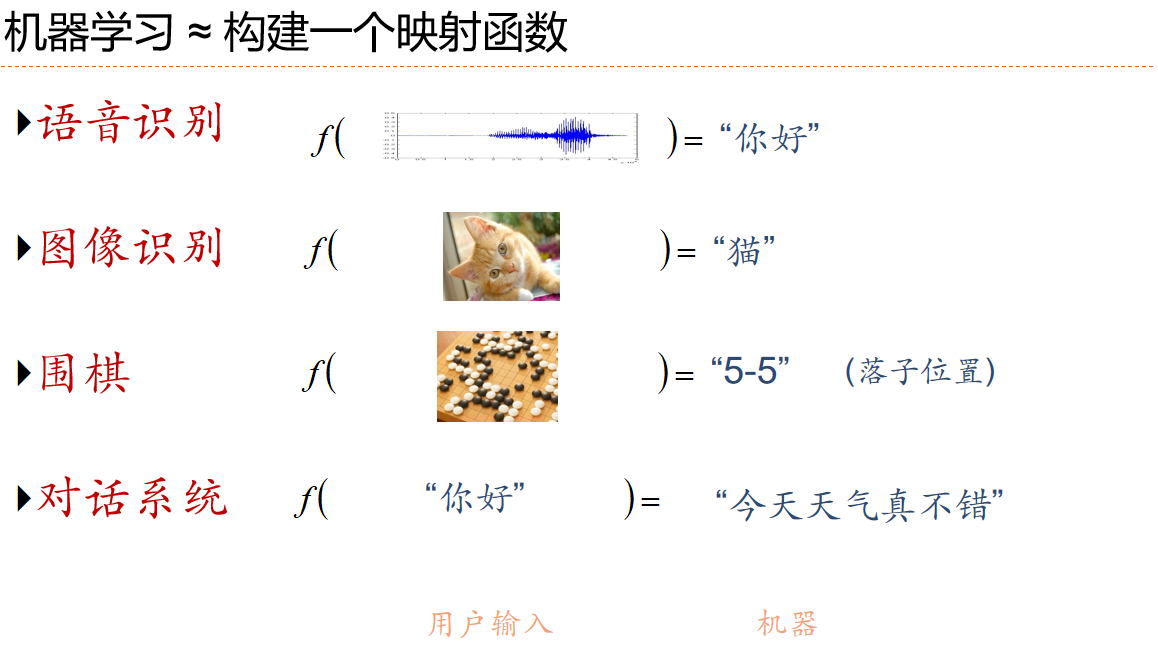 机器学习 ≈ 构建一个映射函数
语音识别 f( ) = “你好”
图像识别 f( ) = “猫”
围棋 f( ) = “5-5” (落子位置)
对话系统 f( “你好” ) = “今天天气真不错”
用户输入 机器